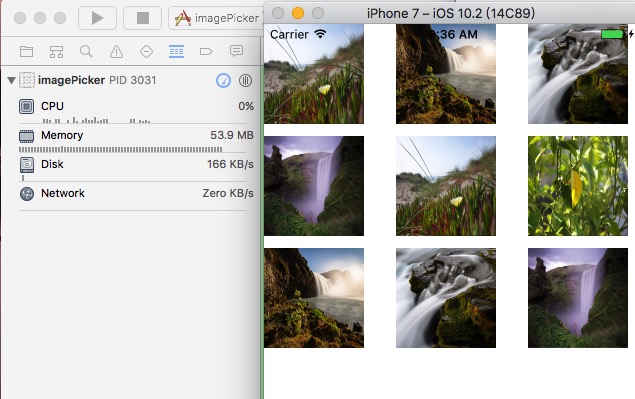 imagePicker
iPhone 7 – iOS 10.2 (14C89)
Carrier
:36 AM
imagePicker PID 3031
CPU 0%
Memory 53.9 MB
Disk 166 KB/s
Network Zero KB/s